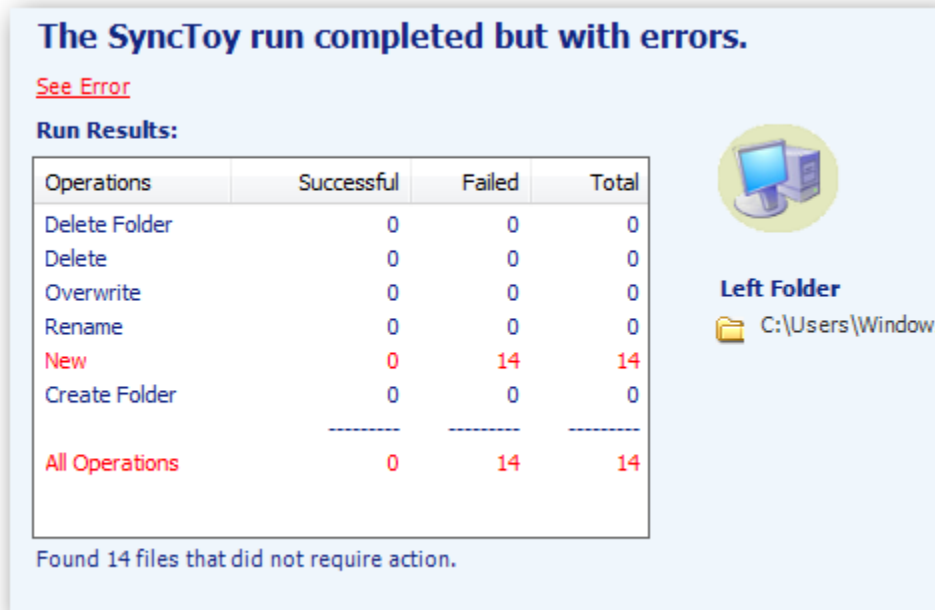 The SyncToy run completed but with errors.
See Error
Run Results:
Operations Successful Failed Total
Delete Folder 0 0 0
Delete 0 0 0
Overwrite 0 0 0
Rename 0 0 0
New 0 14 14
Create Folder 0 0 0
--------- --------- ---------
All Operations 0 14 14
Found 14 files that did not require action.
Left Folder
C:\Users\Window